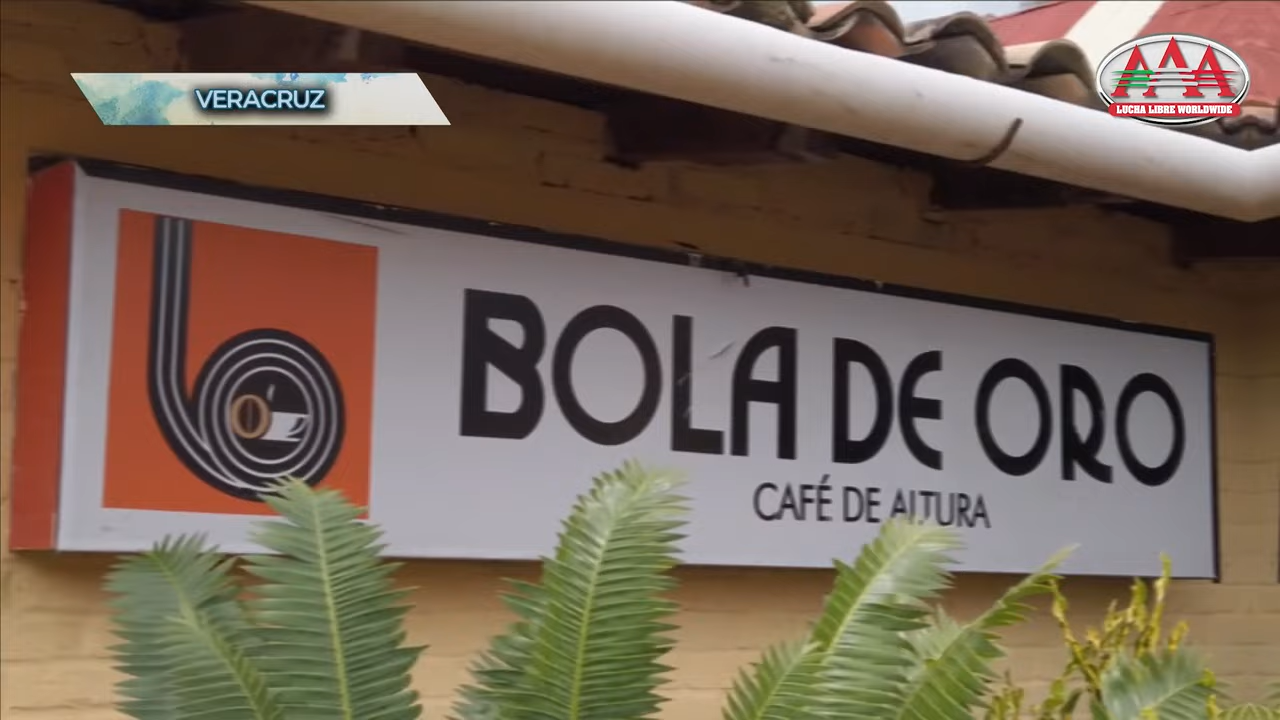 VERACRUZ
AAA
LUCHA LIBRE WORLDWIDE
BOLA DE ORO
CAFÉ DE ALTURA